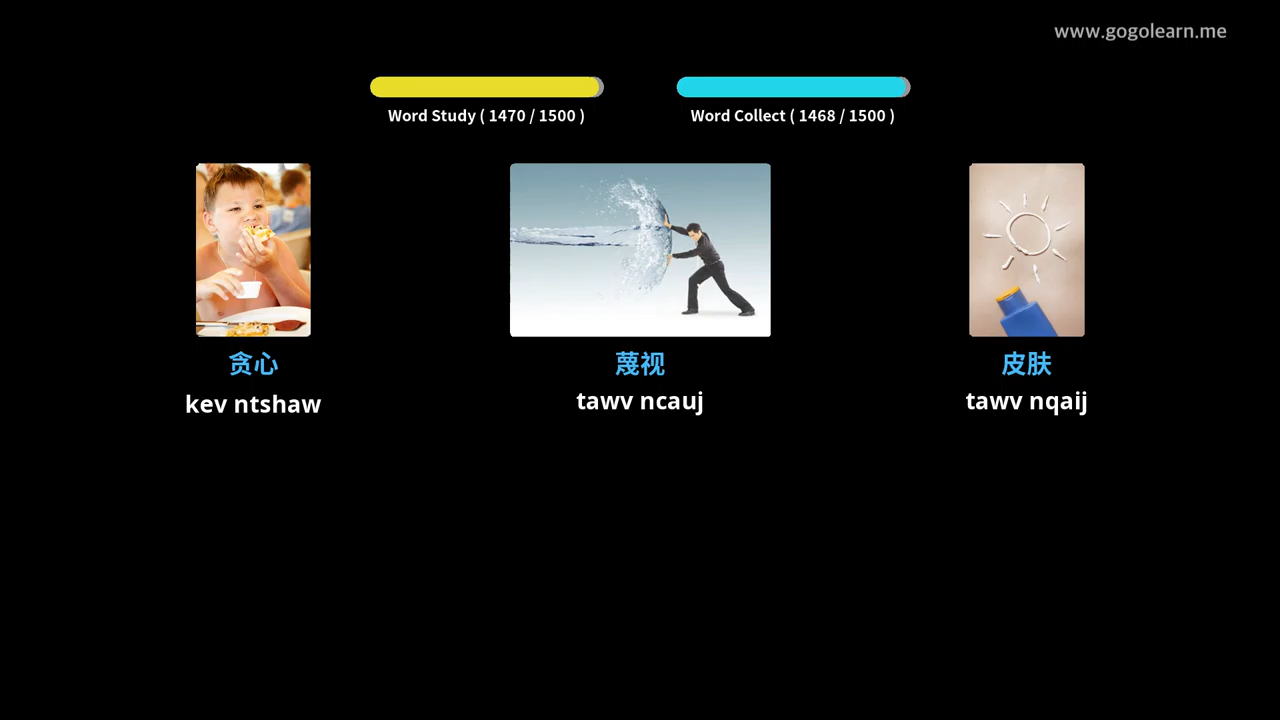 www.gogolearn.me
Word Study ( 1470 / 1500 )
Word Collect ( 1468 / 1500 )
贪心
kev ntshaw
蔑视
tawv ncauj
皮肤
tawv nqaij